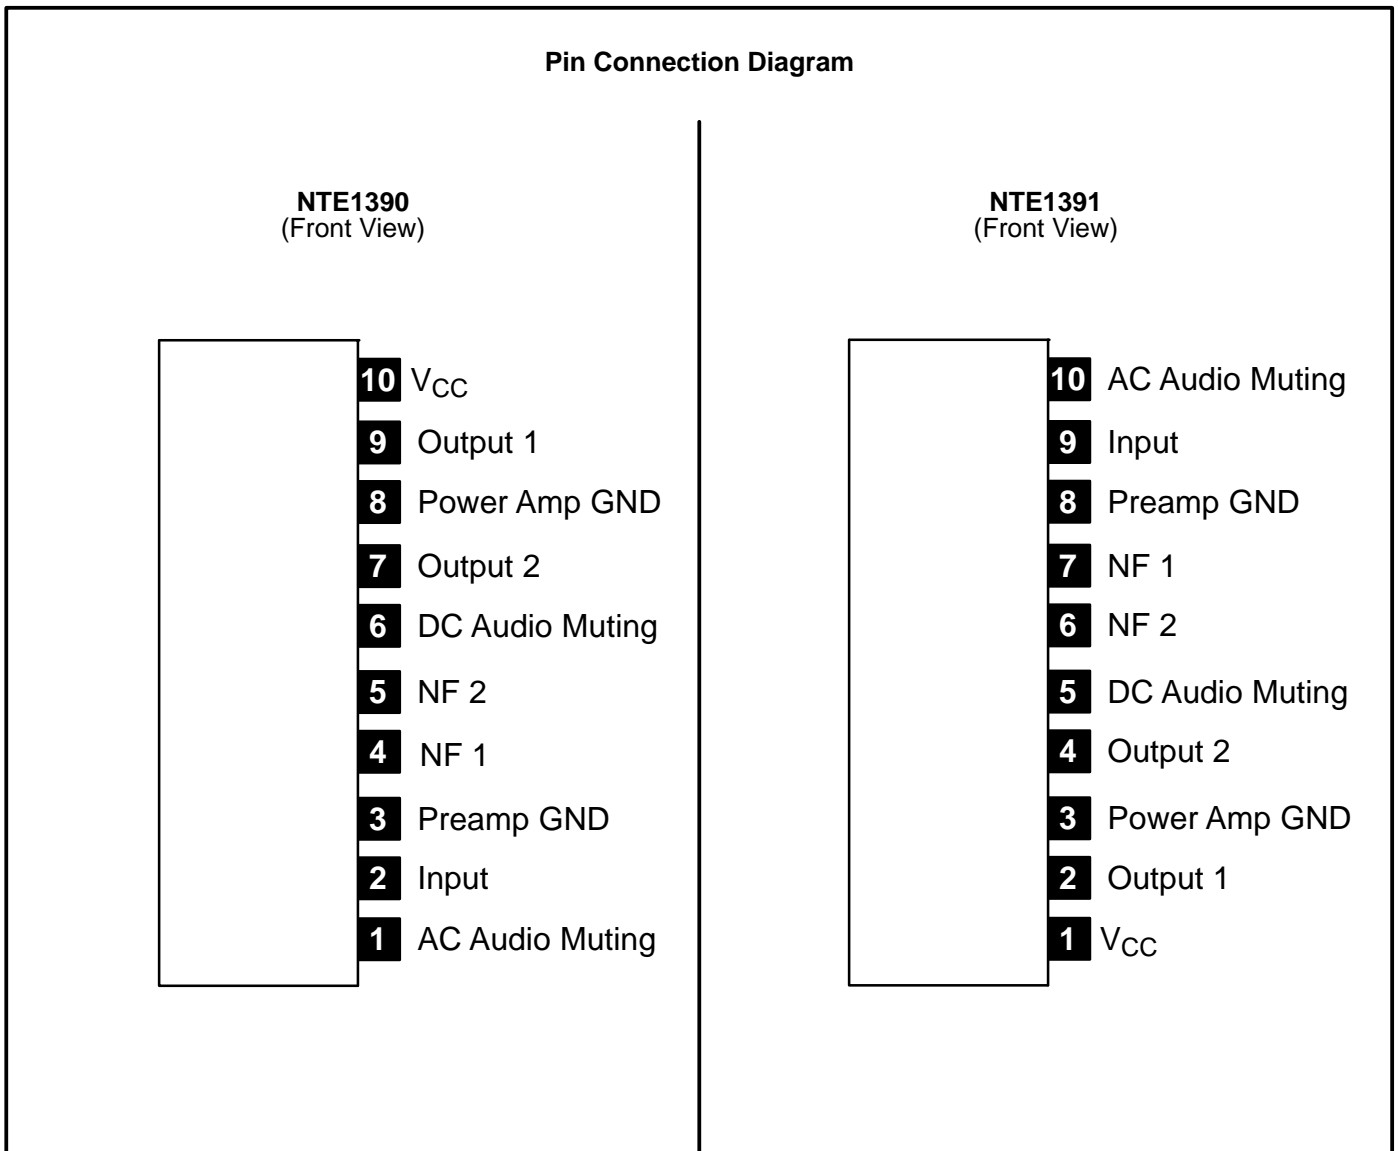 Pin Connection Diagram
NTE1390
(Front View)
10 VCC
9 Output 1
8 Power Amp GND
7 Output 2
6 DC Audio Muting
5 NF 2
4 NF 1
3 Preamp GND
2 Input
1 AC Audio Muting
NTE1391
(Front View)
10 AC Audio Muting
9 Input
8 Preamp GND
7 NF 1
6 NF 2
5 DC Audio Muting
4 Output 2
3 Power Amp GND
2 Output 1
1 VCC